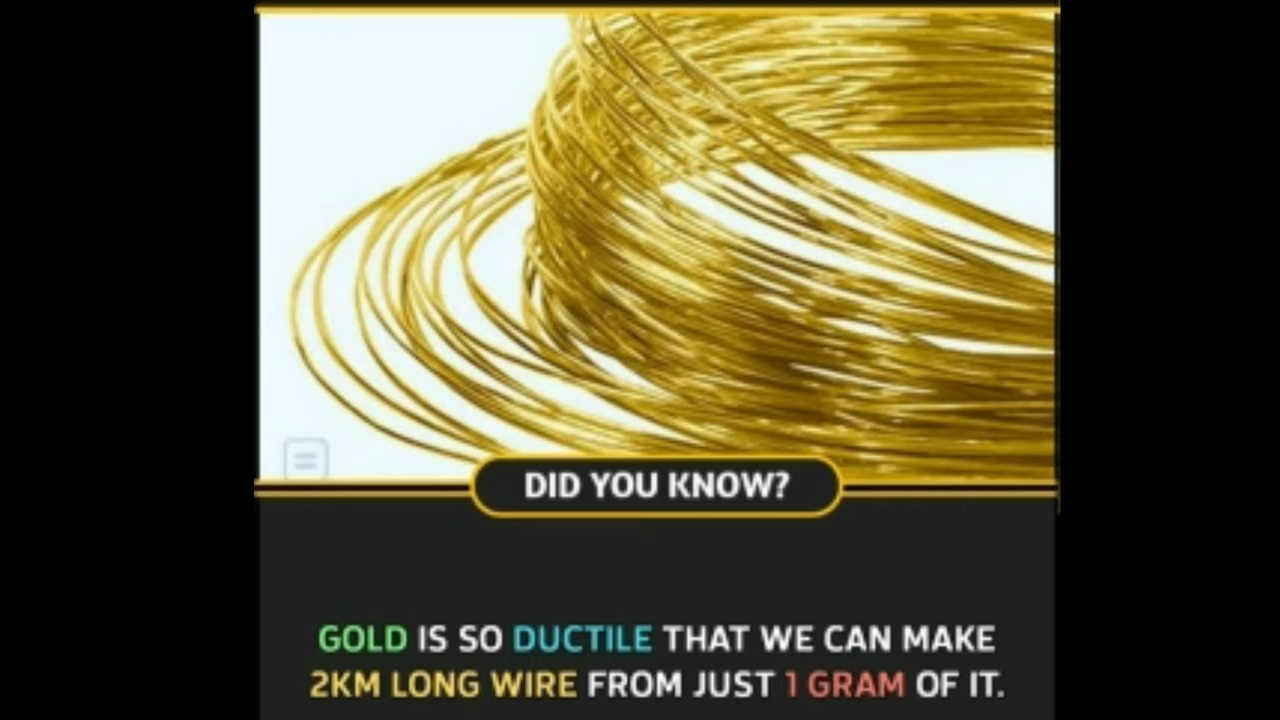 DID YOU KNOW?
GOLD IS SO DUCTILE THAT WE CAN MAKE
2KM LONG WIRE FROM JUST 1 GRAM OF IT.